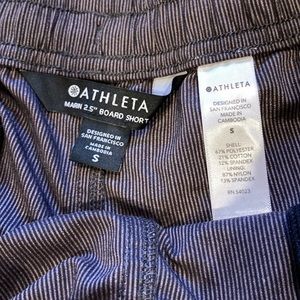 ATHLETA
MARIN 2.5" BOARD SHORT
DESIGNED IN
SAN FRANCISCO
MADE IN
CAMBODIA
S
ATHLETA
DESIGNED IN
SAN FRANCISCO
MADE IN
CAMBODIA
S
SHELL:
67% POLYESTER
21% COTTON
12% SPANDEX
LINING:
87% NYLON
13% SPANDEX
RN 54023